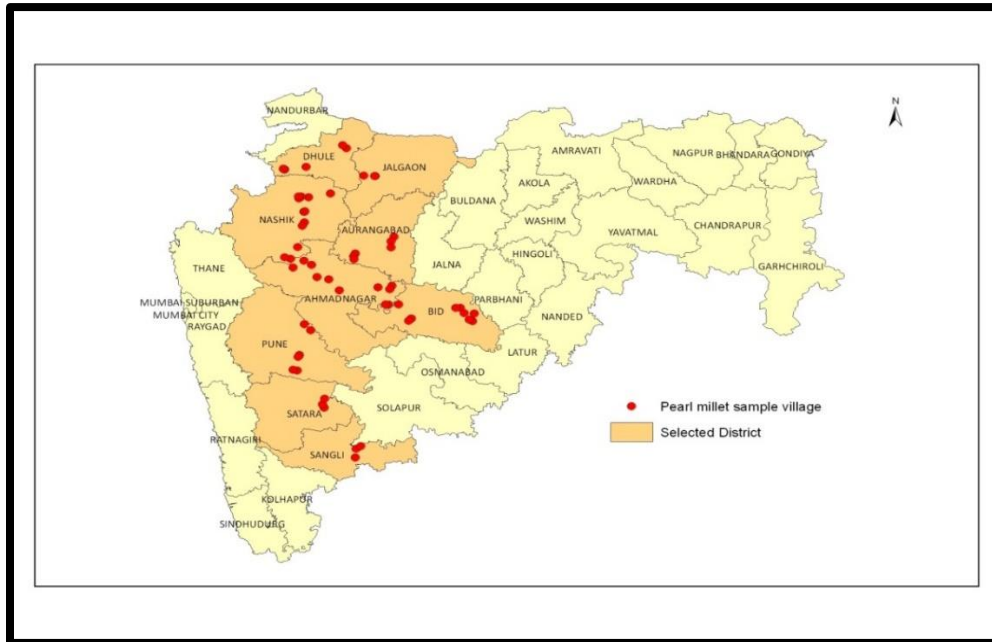 NANDURBAR
N
DHULE
JALGAON
AMRAVATI
NAGPUR
BHANDARA
GONDIYA
AKOLA
WARDHA
BULDANA
NASHIK
WASHIM
AURANGABAD
YAVATMAL
CHANDRAPUR
THANE
JALNA
HINGOLI
GARHCHIROLI
MUMBAI SUBURBAN
AHMADNAGAR
PARBHANI
MUMBAI CITY
BID
NANDED
RAYGAD
PUNE
LATUR
OSMANABAD
SATARA
SOLAPUR
Pearl millet sample village
RATNAGIRI
Selected District
SANGLI
KOLHAPUR
SINDHUDURG